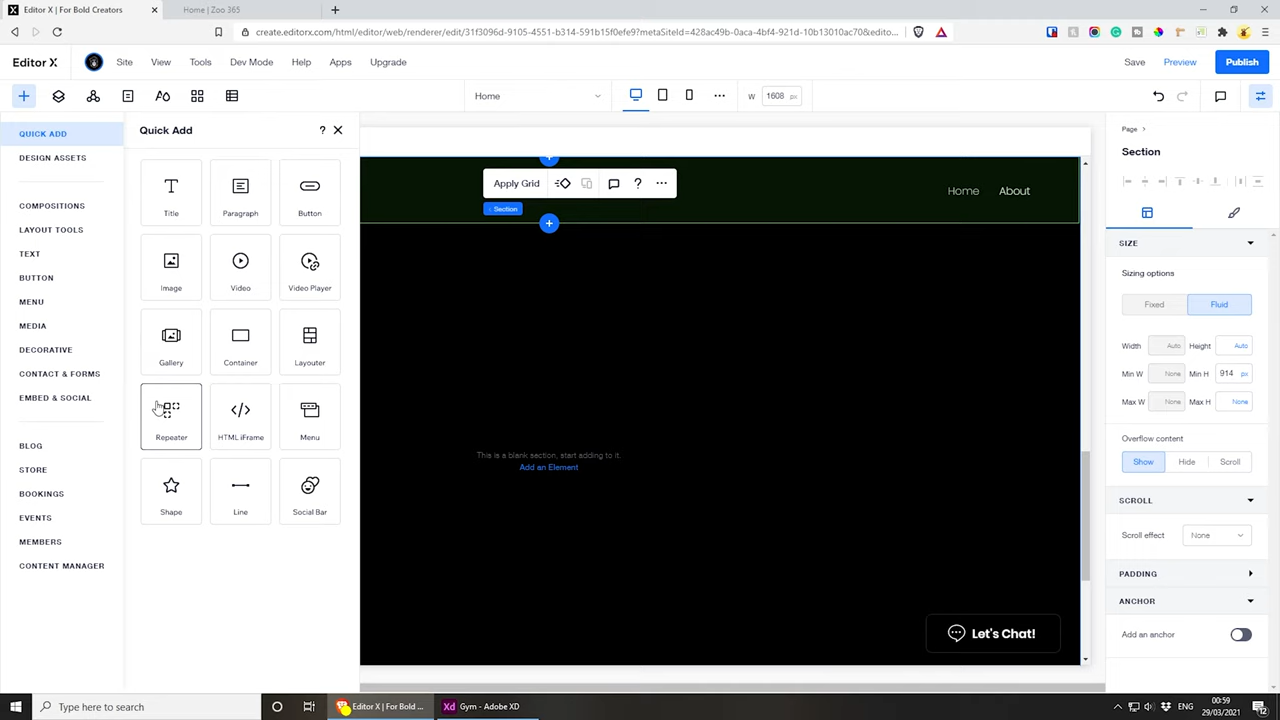 Editor X | For Bold Creators
Home | Zoo 365
create.editorx.com/html/editor/web/renderer/edit/31f3096d-9105-4551-b314-591b15f0efe9?metaSiteId=428ac49b-0aca-4bf4-921d-10b13010ac70&edito...
Editor X
Site
View
Tools
Dev Mode
Help
Apps
Upgrade
Save
Preview
Publish
Home
W
1608
px
QUICK ADD
DESIGN ASSETS
COMPOSITIONS
LAYOUT TOOLS
TEXT
BUTTON
MENU
MEDIA
DECORATIVE
CONTACT & FORMS
EMBED & SOCIAL
BLOG
STORE
BOOKINGS
EVENTS
MEMBERS
CONTENT MANAGER
Quick Add
?
Title
Paragraph
Button
Image
Video
Video Player
Gallery
Container
Layouter
Repeater
HTML iFrame
Menu
Shape
Line
Social Bar
Apply Grid
?
Section
Home
About
This is a blank section, start adding to it.
Add an Element
Let's Chat!
Page
Section
SIZE
Sizing options
Fixed
Fluid
Width
Auto
Height
Auto
Min W
None
Min H
914
px
Max W
None
Max H
None
Overflow content
Show
Hide
Scroll
SCROLL
Scroll effect
None
PADDING
ANCHOR
Add an anchor
Type here to search
Editor X | For Bold ...
Gym - Adobe XD
ENG
00:59
29/03/2021